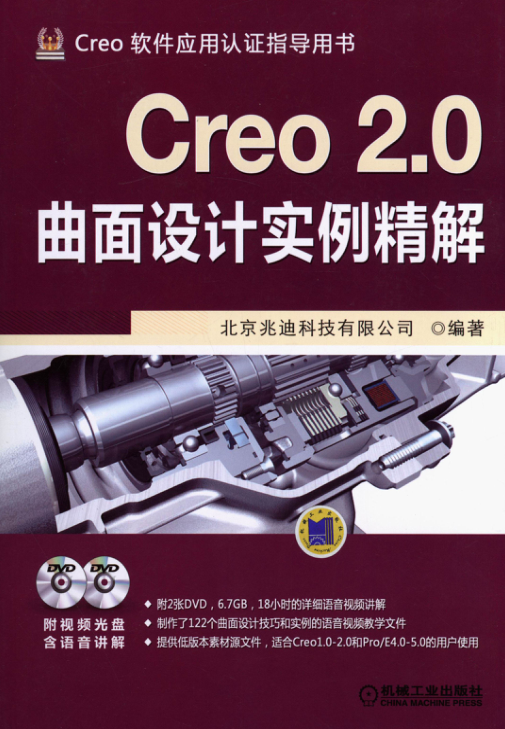 Creo 软件应用认证指导用书
Creo 2.0
曲面设计实例精解
北京兆迪科技有限公司 ◎编著
DVD DVD
附视频光盘
含语音讲解
◆ 附2张DVD，6.7GB，18小时的详细语音视频讲解
◆ 制作了122个曲面设计技巧和实例的语音视频教学文件
◆ 提供低版本素材源文件，适合Creo1.0-2.0和Pro/E4.0-5.0的用户使用
机械工业出版社
CHINA MACHINE PRESS